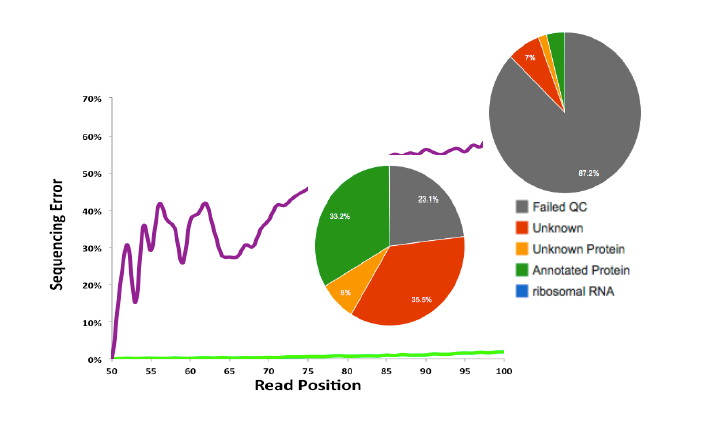 7%
87.2%
70%
60%
50%
40%
30%
20%
10%
0%
Sequencing Error
23.1%
33.2%
8%
35.5%
Failed QC
Unknown
Unknown Protein
Annotated Protein
ribosomal RNA
50 55 60 65 70 75 80 85 90 95 100
Read Position